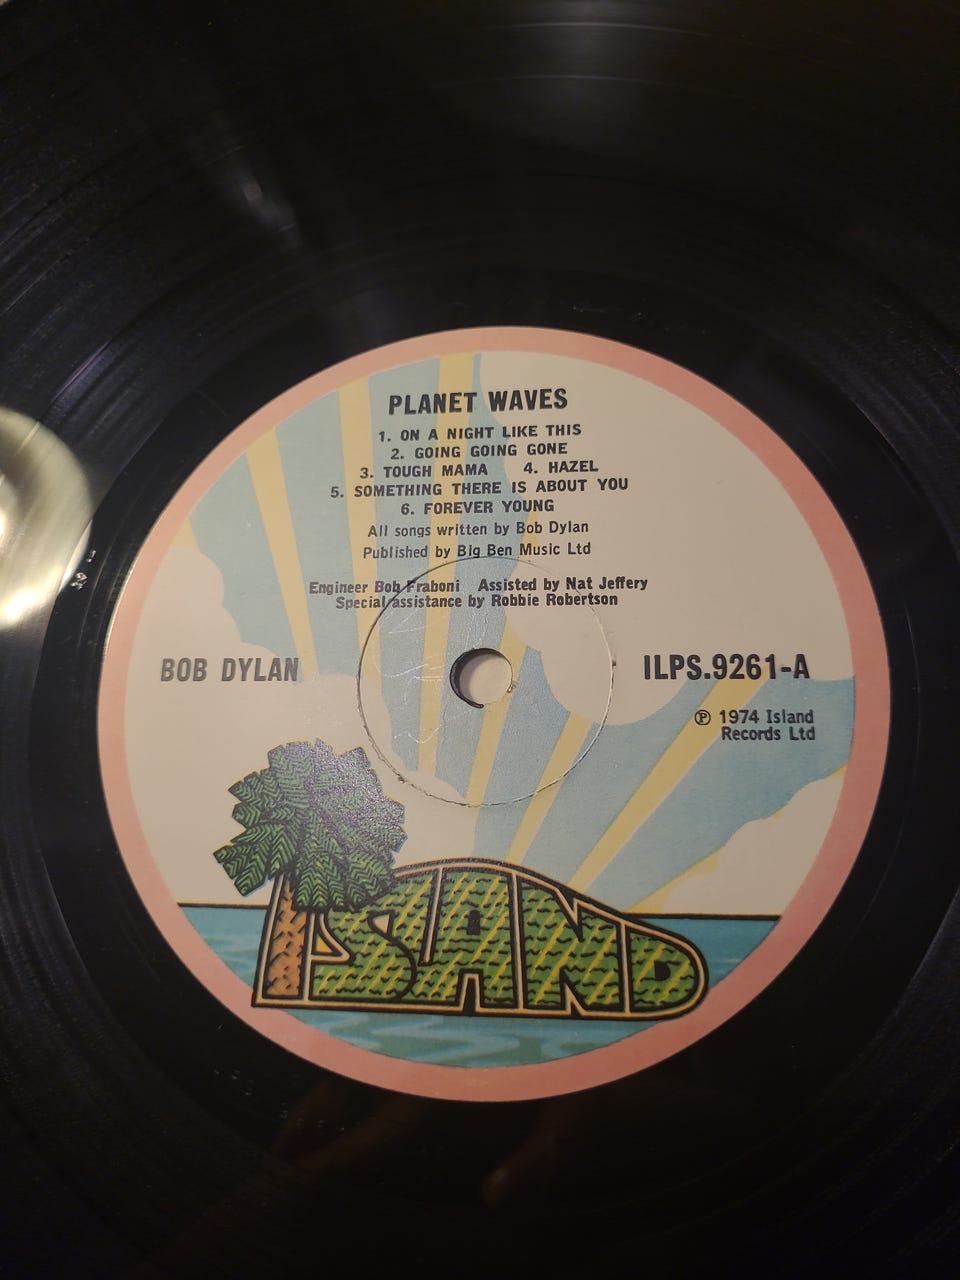 PLANET WAVES
1. ON A NIGHT LIKE THIS
2. GOING GOING GONE
3. TOUGH MAMA 4. HAZEL
5. SOMETHING THERE IS ABOUT YOU
6. FOREVER YOUNG
All songs written by Bob Dylan
Published by Big Ben Music Ltd
Engineer Bob Fraboni Assisted by Nat Jeffery
Special assistance by Robbie Robertson
BOB DYLAN
ILPS.9261-A
℗ 1974 Island
Records Ltd
ISLAND